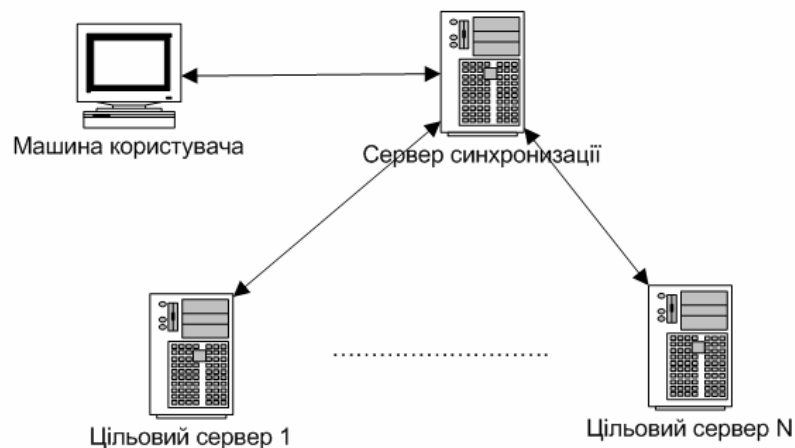 Машина користувача
Сервер синхронизації
Цільовий сервер 1
Цільовий сервер N